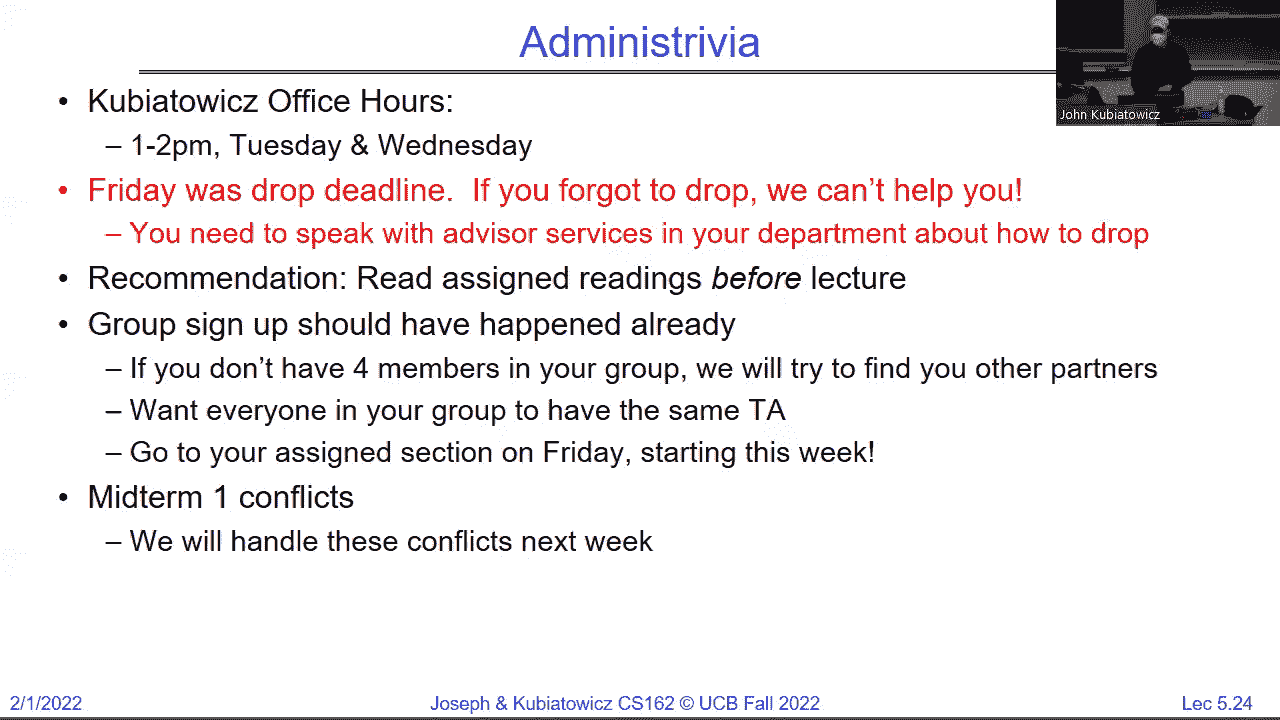 Administrivia
John Kubiatowicz
• Kubiatowicz Office Hours:
– 1-2pm, Tuesday & Wednesday
• Friday was drop deadline.  If you forgot to drop, we can't help you!
– You need to speak with advisor services in your department about how to drop
• Recommendation: Read assigned readings before lecture
• Group sign up should have happened already
– If you don't have 4 members in your group, we will try to find you other partners
– Want everyone in your group to have the same TA
– Go to your assigned section on Friday, starting this week!
• Midterm 1 conflicts
– We will handle these conflicts next week
2/1/2022
Joseph & Kubiatowicz CS162 © UCB Fall 2022
Lec 5.24